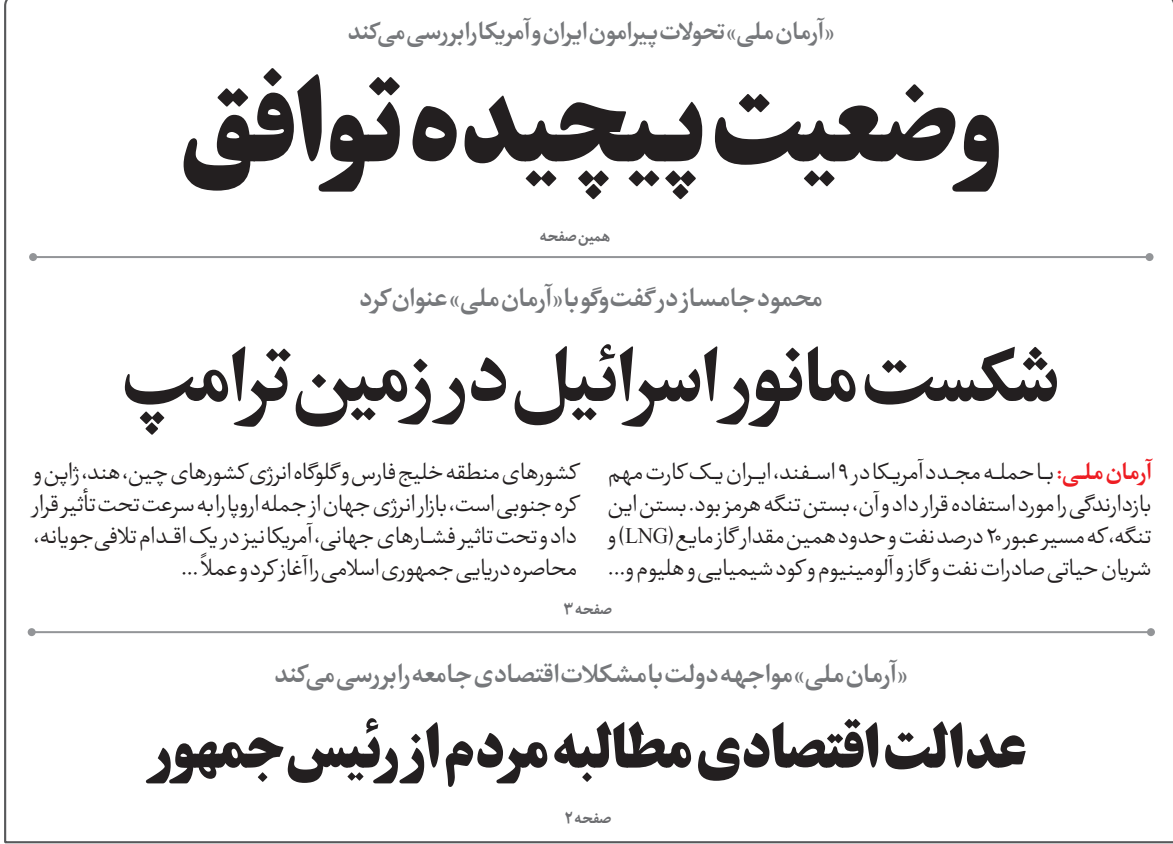 «آرمان ملی» تحولات پیرامون ایران و آمریکا را بررسی می‌کند
وضعیت پیچیده توافق
همین صفحه
محمود جامساز در گفت‌وگو با «آرمان ملی» عنوان کرد
شکست مانور اسرائیل در زمین ترامپ
آرمان ملی: با حمله مجدد آمریکا در ۹ اسفند، ایران یک کارت مهم
بازدارندگی را مورد استفاده قرار داد و آن، بستن تنگه هرمز بود. بستن این
تنگه، که مسیر عبور ۲۰ درصد نفت و حدود همین مقدار گاز مایع (LNG) و
شریان حیاتی صادرات نفت و گاز و آلومینیوم و کود شیمیایی و هلیوم و...
کشورهای منطقه خلیج فارس و گلوگاه انرژی کشورهای چین، هند، ژاپن و
کره جنوبی است، بازار انرژی جهان از جمله اروپا را به سرعت تحت تأثیر قرار
داد و تحت تاثیر فشارهای جهانی، آمریکا نیز در یک اقدام تلافی جویانه،
محاصره دریایی جمهوری اسلامی را آغاز کرد و عملاً ...
صفحه ۳
«آرمان ملی» مواجهه دولت با مشکلات اقتصادی جامعه را بررسی می‌کند
عدالت اقتصادی مطالبه مردم از رئیس جمهور
صفحه ۲